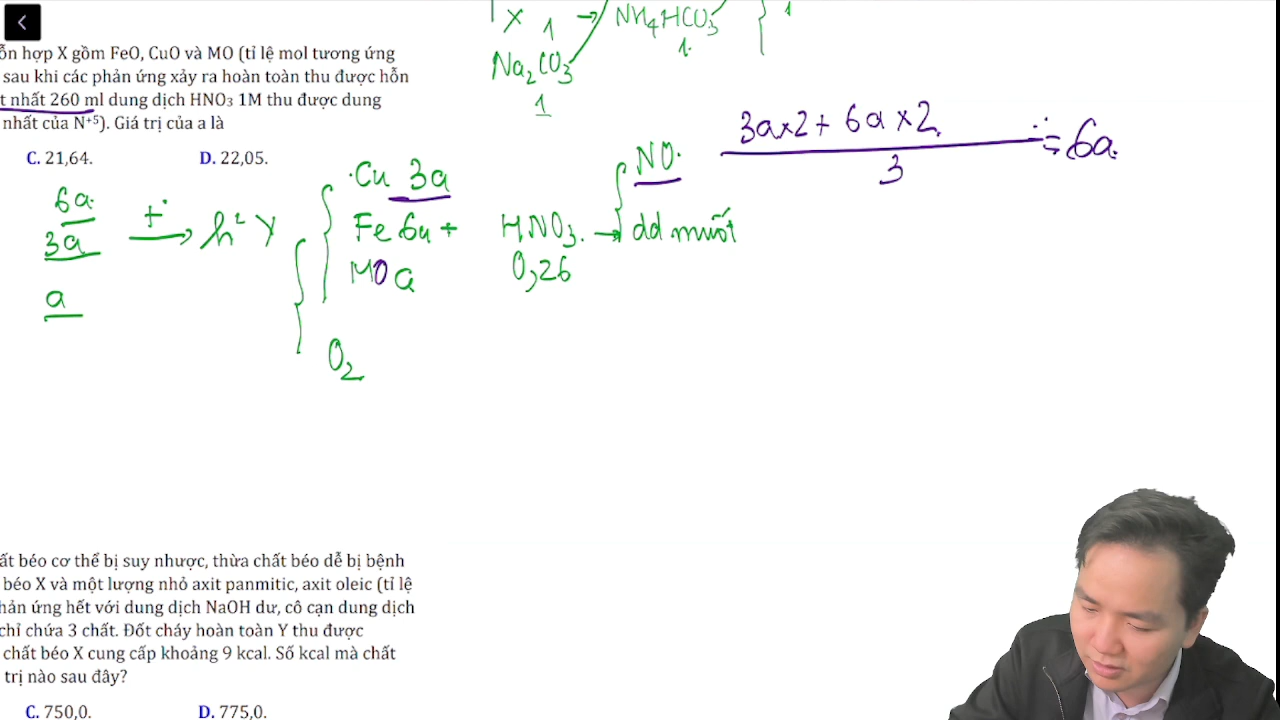 X 1 → NH4HCO3
1
Na2CO3
1
ỗn hợp X gồm FeO, CuO và MO (tỉ lệ mol tương ứng
sau khi các phản ứng xảy ra hoàn toàn thu được hỗn
t nhất 260 ml dung dịch HNO₃ 1M thu được dung
nhất của N⁺⁵). Giá trị của a là
C. 21,64. D. 22,05.
3a×2 + 6a×2
3
= 6a.
6a
3a
a
h² Y
Cu 3a
Fe 6a +
MO a
O2
HNO3 →
0,26
NO
dd muối
ất béo cơ thể bị suy nhược, thừa chất béo dễ bị bệnh
béo X và một lượng nhỏ axit panmitic, axit oleic (tỉ lệ
hản ứng hết với dung dịch NaOH dư, cô cạn dung dịch
chỉ chứa 3 chất. Đốt cháy hoàn toàn Y thu được
chất béo X cung cấp khoảng 9 kcal. Số kcal mà chất
trị nào sau đây?
C. 750,0. D. 775,0.